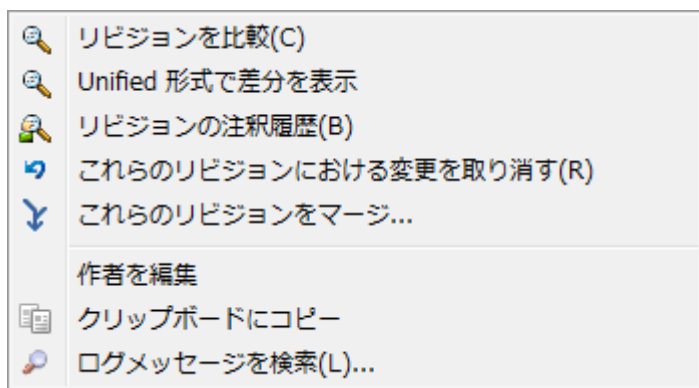 リビジョンを比較(C)
Unified 形式で差分を表示
リビジョンの注釈履歴(B)
これらのリビジョンにおける変更を取り消す(R)
これらのリビジョンをマージ...
作者を編集
クリップボードにコピー
ログメッセージを検索(L)...